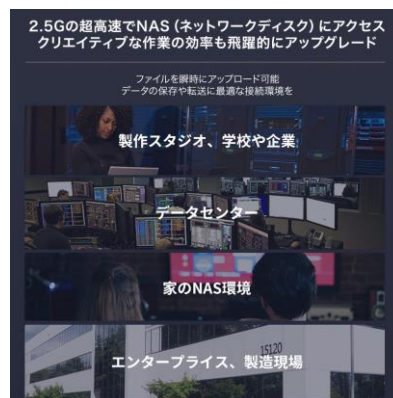 2.5Gの超高速でNAS（ネットワークディスク）にアクセス
クリエイティブな作業の効率も飛躍的にアップグレード
ファイルを瞬時にアップロード可能
データの保存や転送に最適な接続環境を
製作スタジオ、学校や企業
データセンター
家のNAS環境
15120
エンタープライス、製造現場